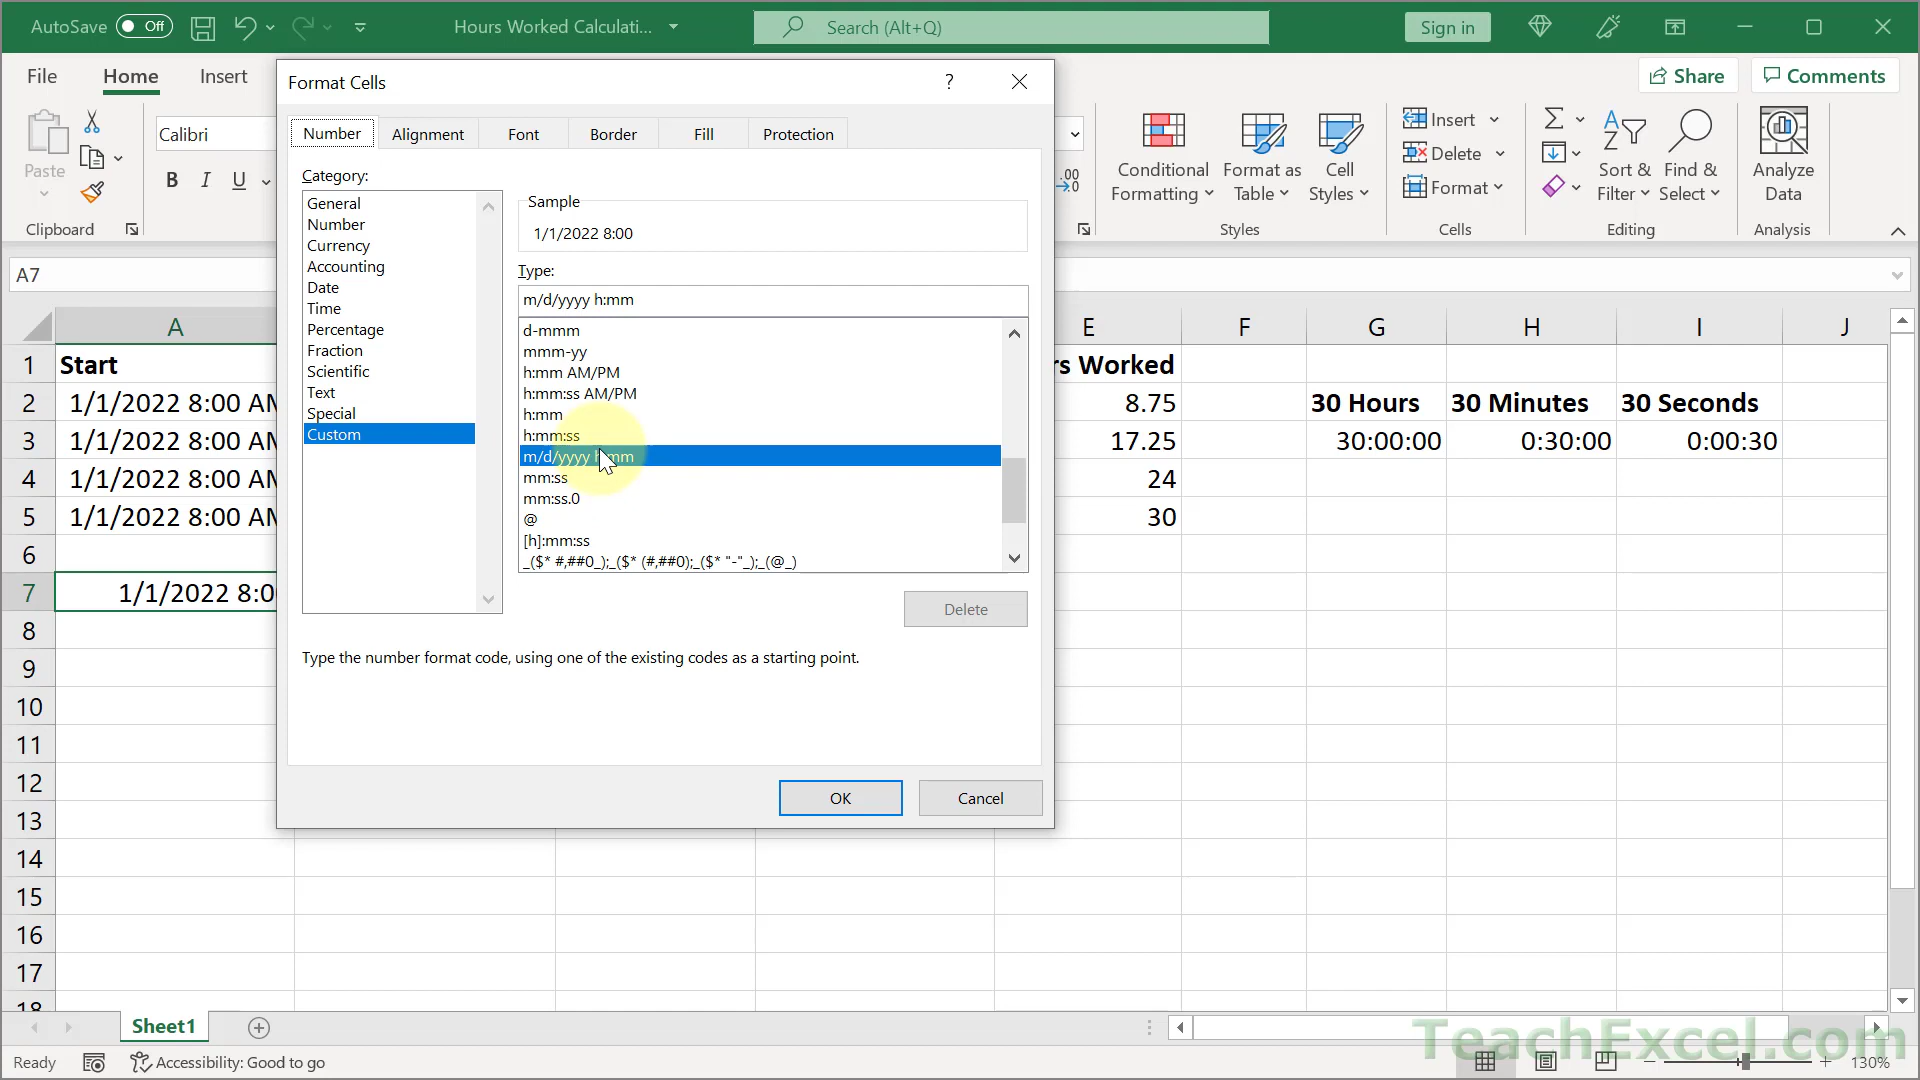 AutoSave Off Hours Worked Calculati... Search (Alt+Q) Sign in
File Home Insert Share Comments
Format Cells ?
Number Alignment Font Border Fill Protection
Paste
Clipboard
Calibri
B I U
.00
→0
Conditional Formatting
Format as Table
Cell Styles
Styles
Insert
Delete
Format
Cells
Sort & Filter
Find & Select
Editing
Analyze Data
Analysis
A7
Category:
General
Number
Currency
Accounting
Date
Time
Percentage
Fraction
Scientific
Text
Special
Custom
Sample
1/1/2022 8:00
Type:
m/d/yyyy h:mm
d-mmm
mmm-yy
h:mm AM/PM
h:mm:ss AM/PM
h:mm
h:mm:ss
m/d/yyyy h:mm
mm:ss
mm:ss.0
@
[h]:mm:ss
_($* #,##0_);_($* (#,##0);_($* "-"_);_(@_)
Delete
Type the number format code, using one of the existing codes as a starting point.
OK Cancel
A E F G H I J
1 Start rs Worked
2 1/1/2022 8:00 AM 8.75 30 Hours 30 Minutes 30 Seconds
3 1/1/2022 8:00 AM 17.25 30:00:00 0:30:00 0:00:30
4 1/1/2022 8:00 AM 24
5 1/1/2022 8:00 AM 30
6
7 1/1/2022 8:0
8
9
10
11
12
13
14
15
16
17
18
Sheet1
TeachExcel.com
Ready Accessibility: Good to go 130%